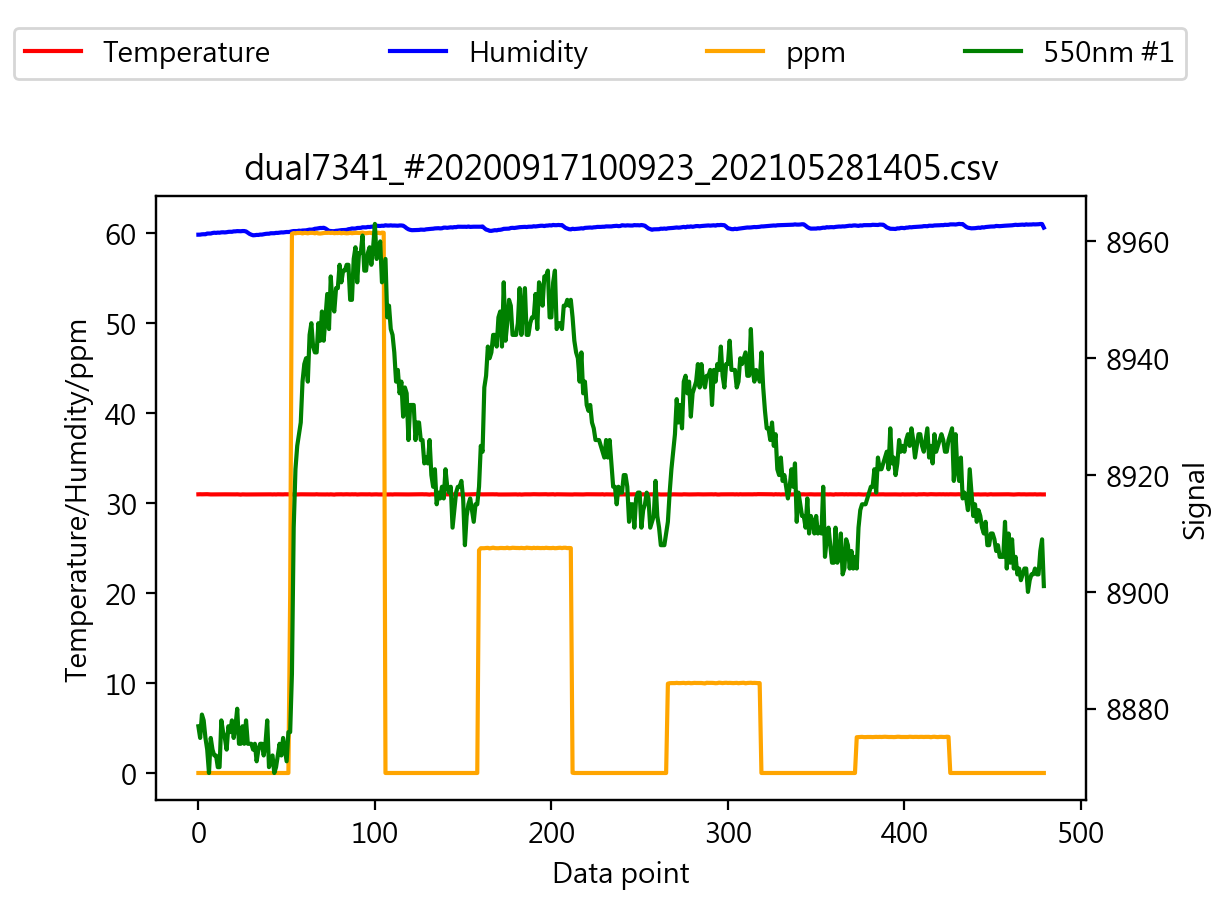 Temperature Humidity ppm 550nm #1
dual7341_#20200917100923_202105281405.csv
Temperature/Humdity/ppm
60
50
40
30
20
10
0
8960
8940
8920
8900
8880
Signal
0 100 200 300 400 500
Data point